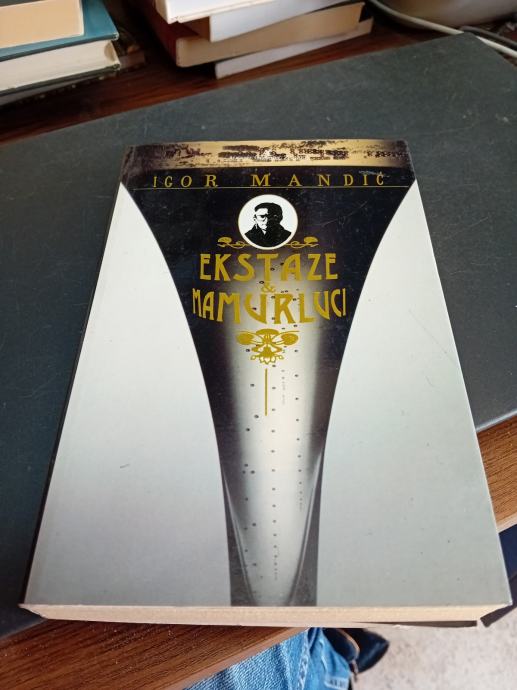 IGOR MANDIĆ
EKSTAZE
&
MAMURLUCI